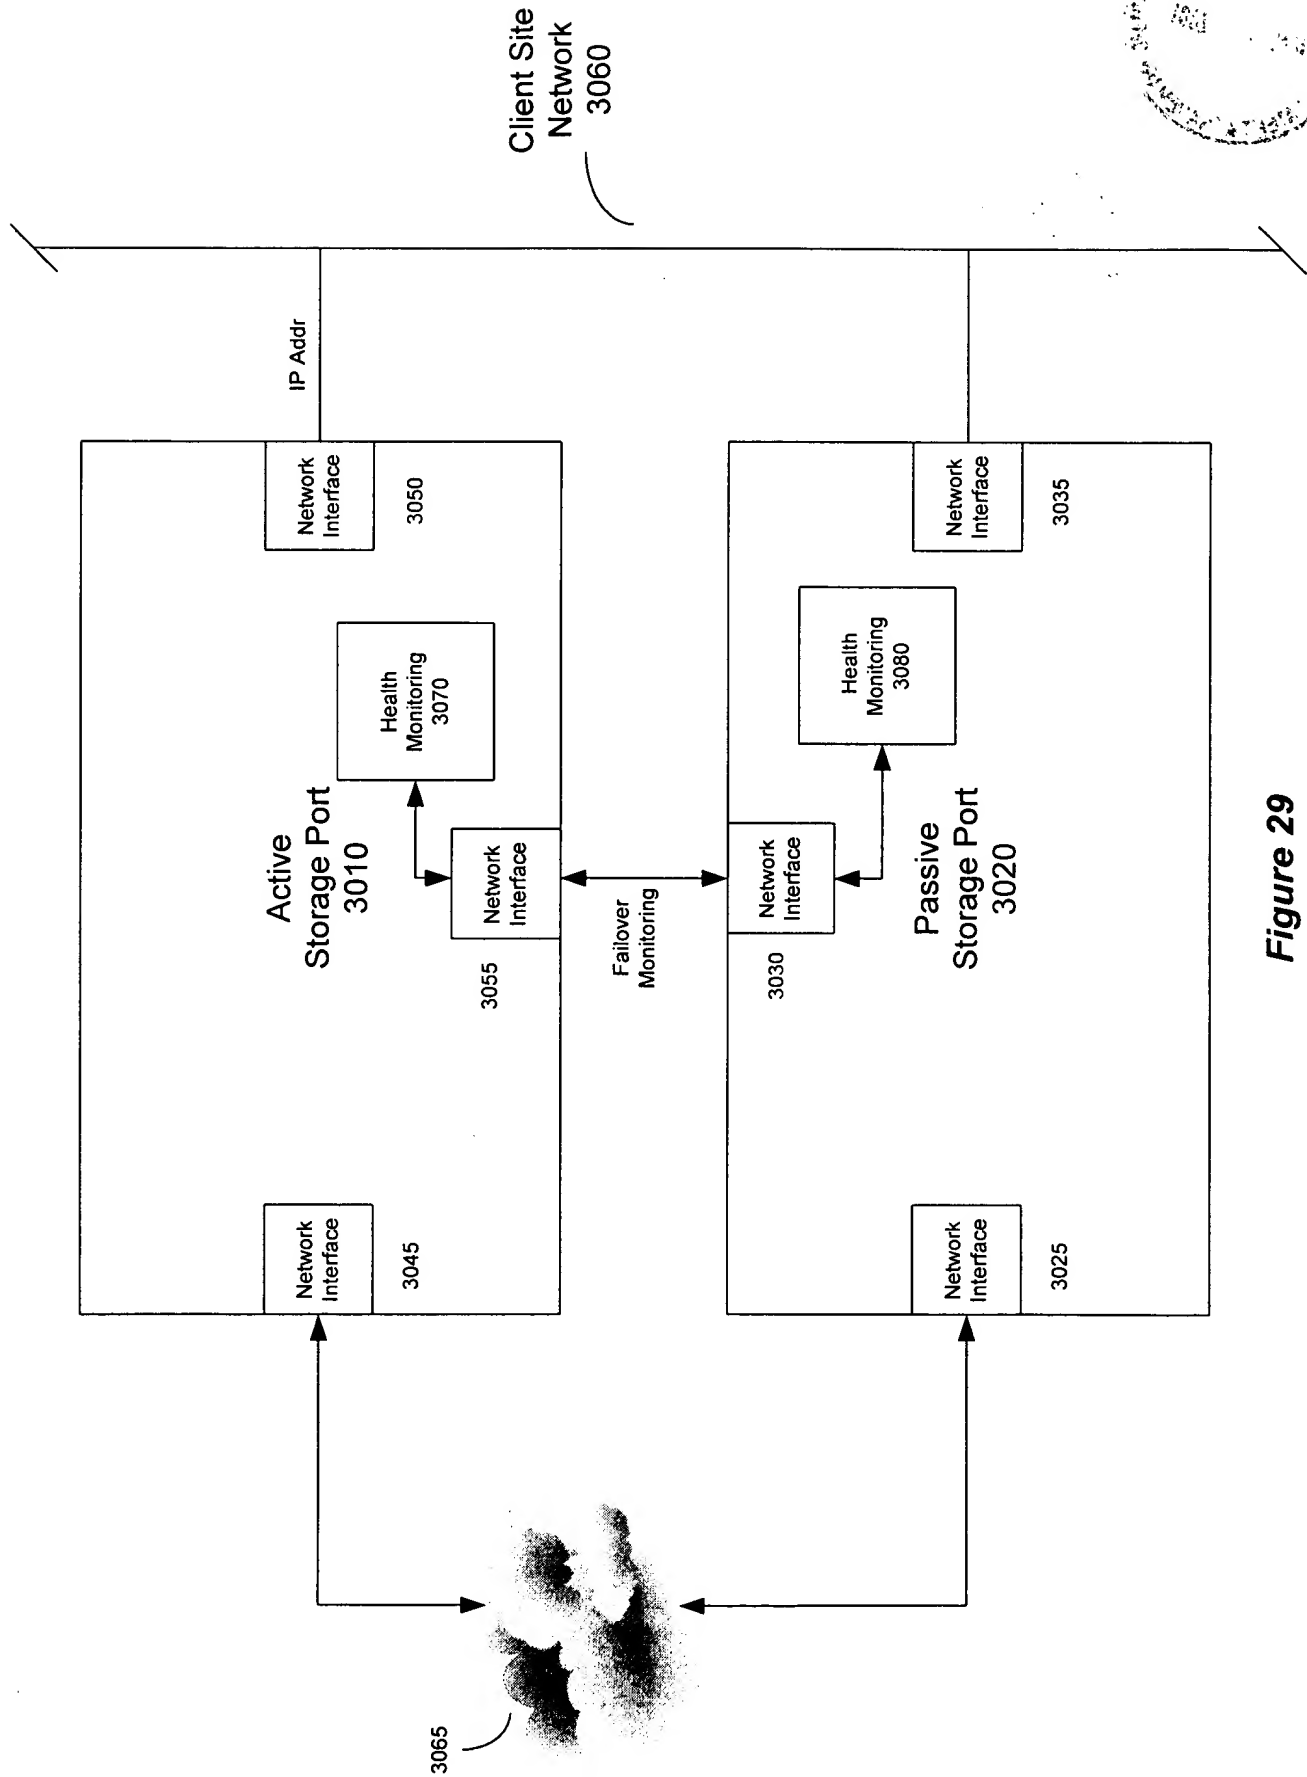 Client Site
Network
3060
IP Addr
Network
Interface
3050
Health
Monitoring
3070
Active
Storage Port
3010
Network
Interface
3055
Network
Interface
3045
Failover
Monitoring
Network
Interface
3035
Health
Monitoring
3080
Network
Interface
3030
Passive
Storage Port
3020
Network
Interface
3025
3065
Figure 29